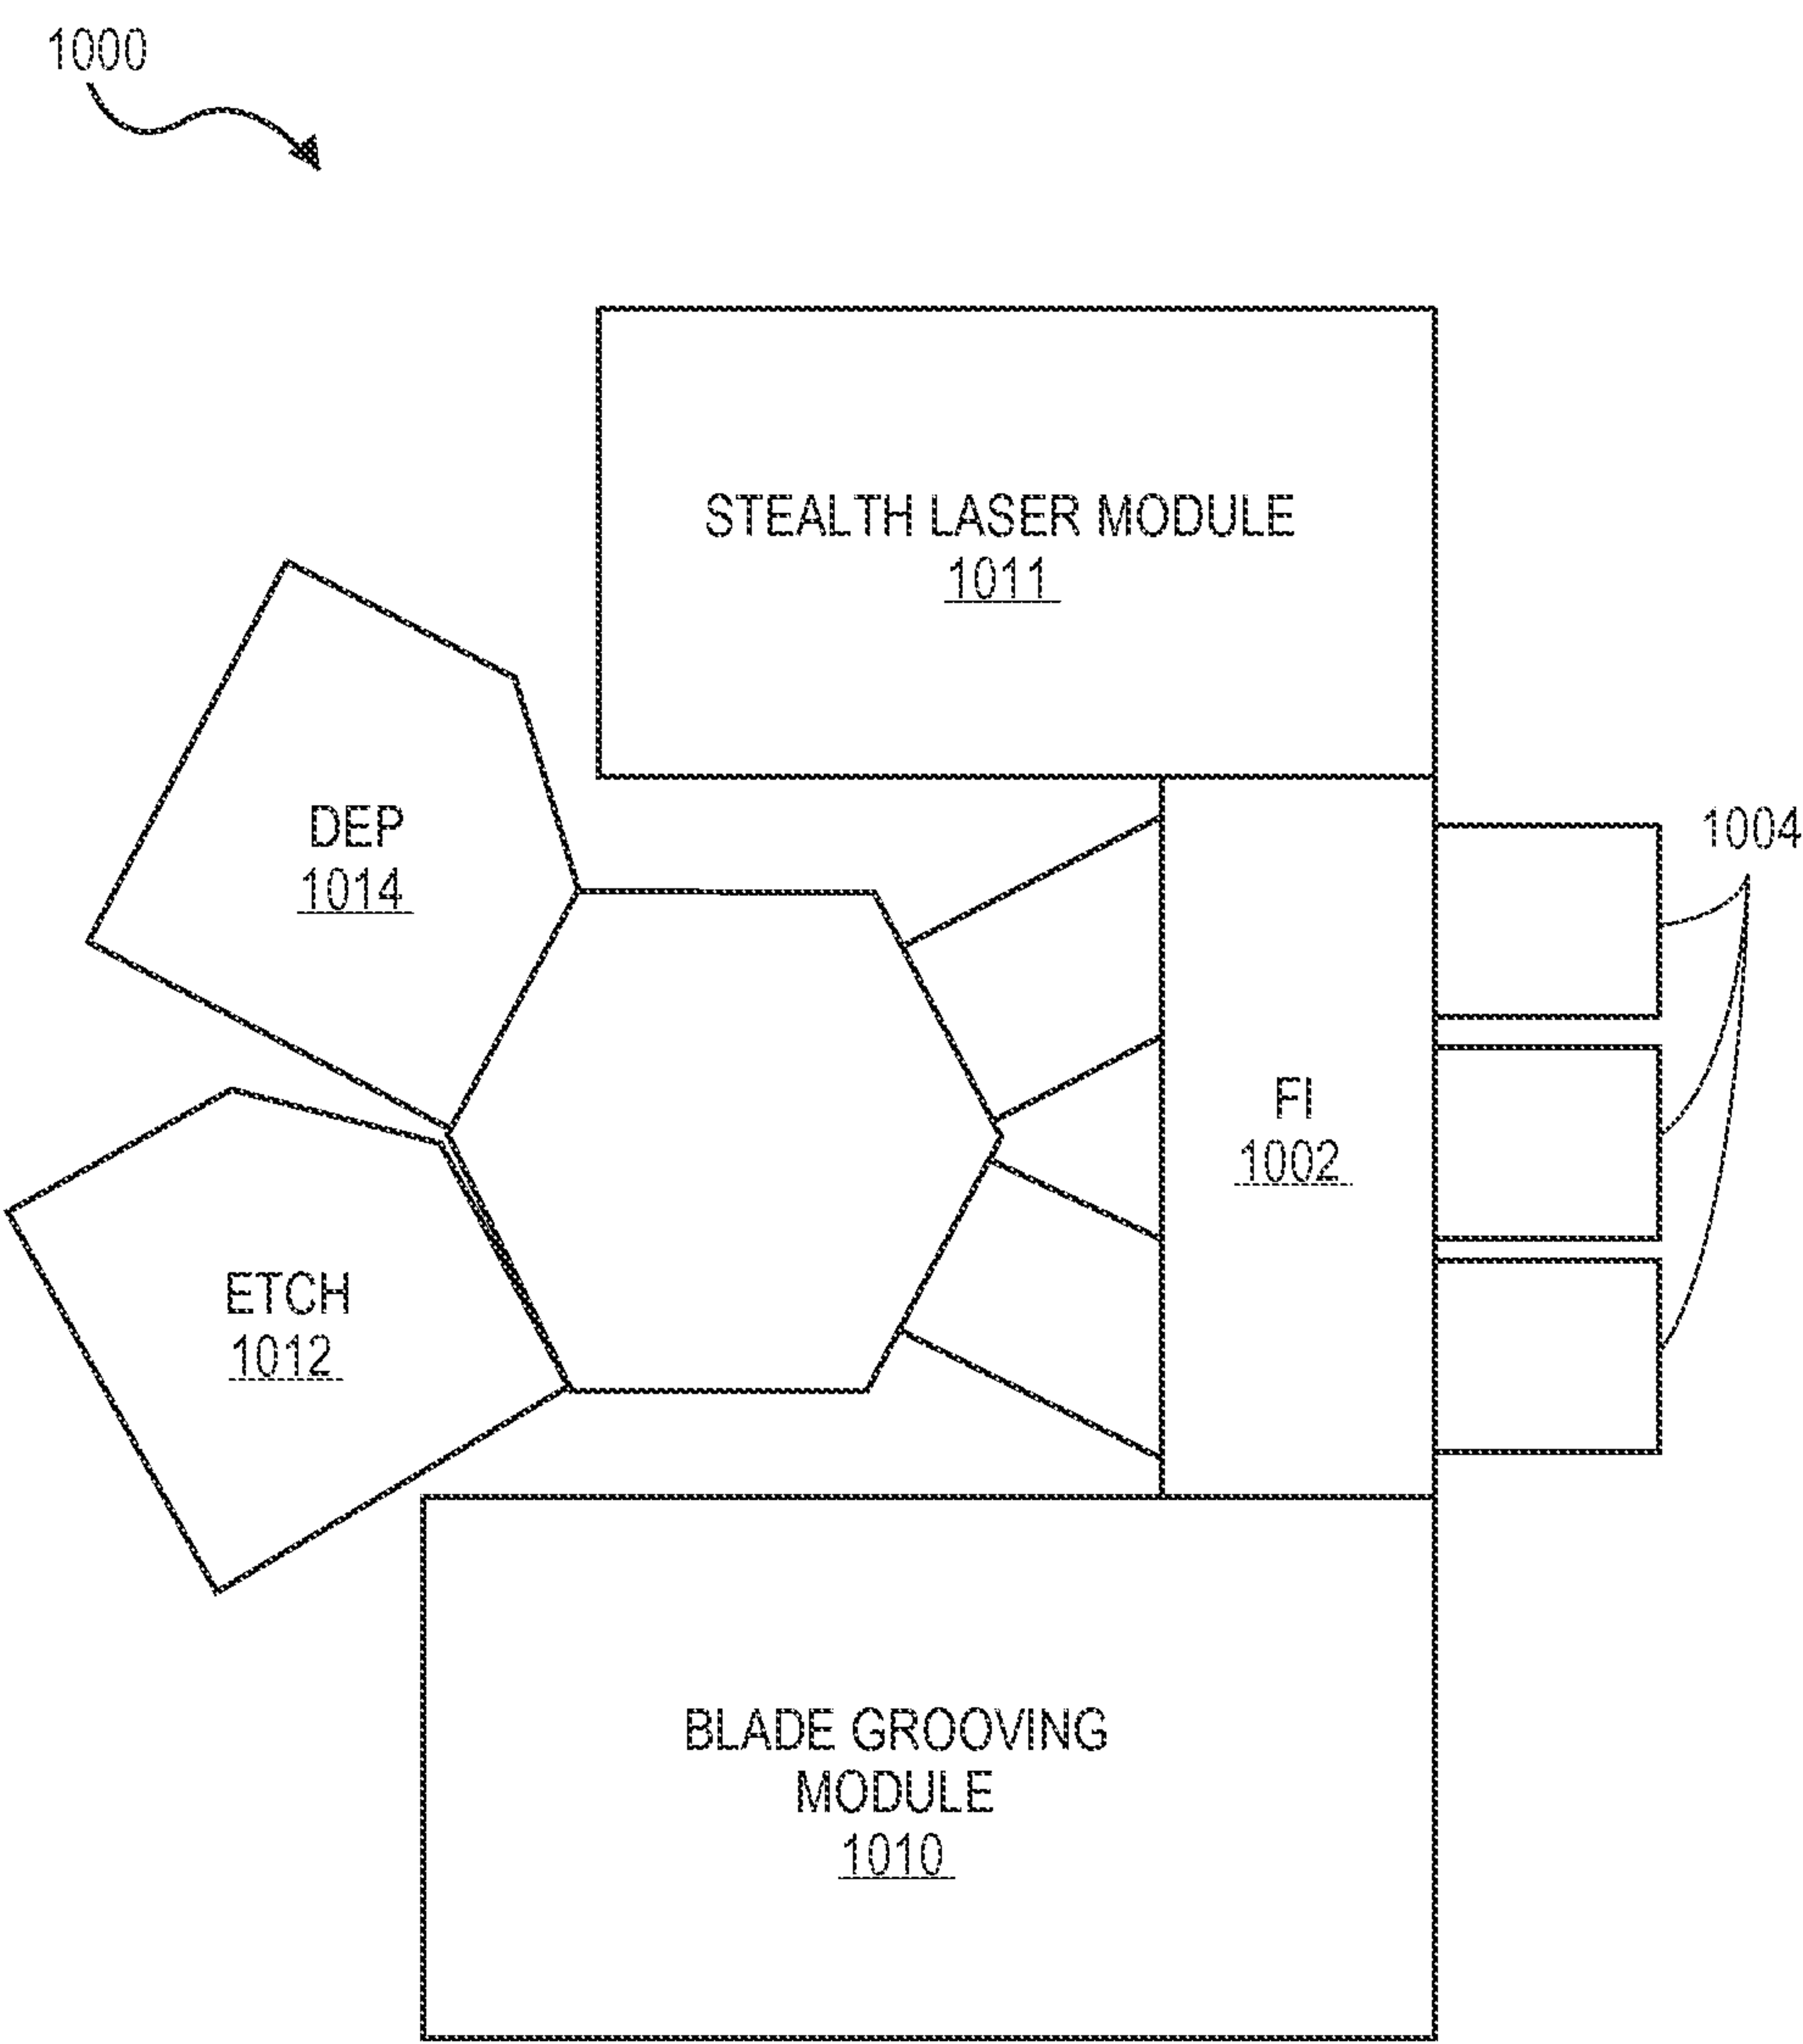 1000
STEALTH LASER MODULE
1011
DEP
1014
1004
FI
1002
ETCH
1012
BLADE GROOVING
MODULE
1010